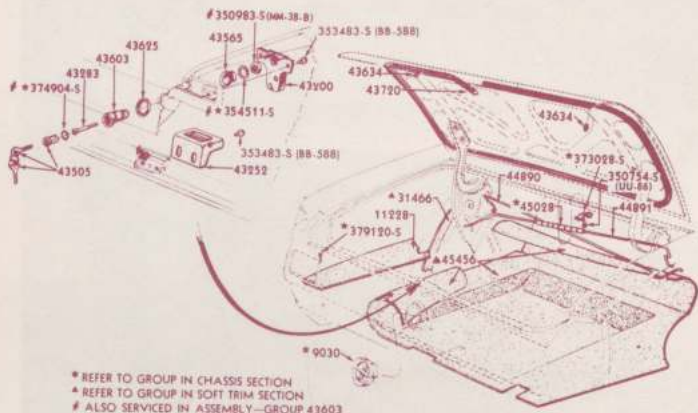 #350983-S(MM-38-B)
43625
43565
353483-S (BB-588)
43603
43283
#*374904-S
43200
#*354511-S
43634
43720
43634
353483-S (BB-588)
43505
43252
*373028-S
44890
350754-S
(UU-86)
▲31466
*45028
44891
11228
*379120-S
▲45456
*9030
* REFER TO GROUP IN CHASSIS SECTION
▲ REFER TO GROUP IN SOFT TRIM SECTION
# ALSO SERVICED IN ASSEMBLY—GROUP 43603